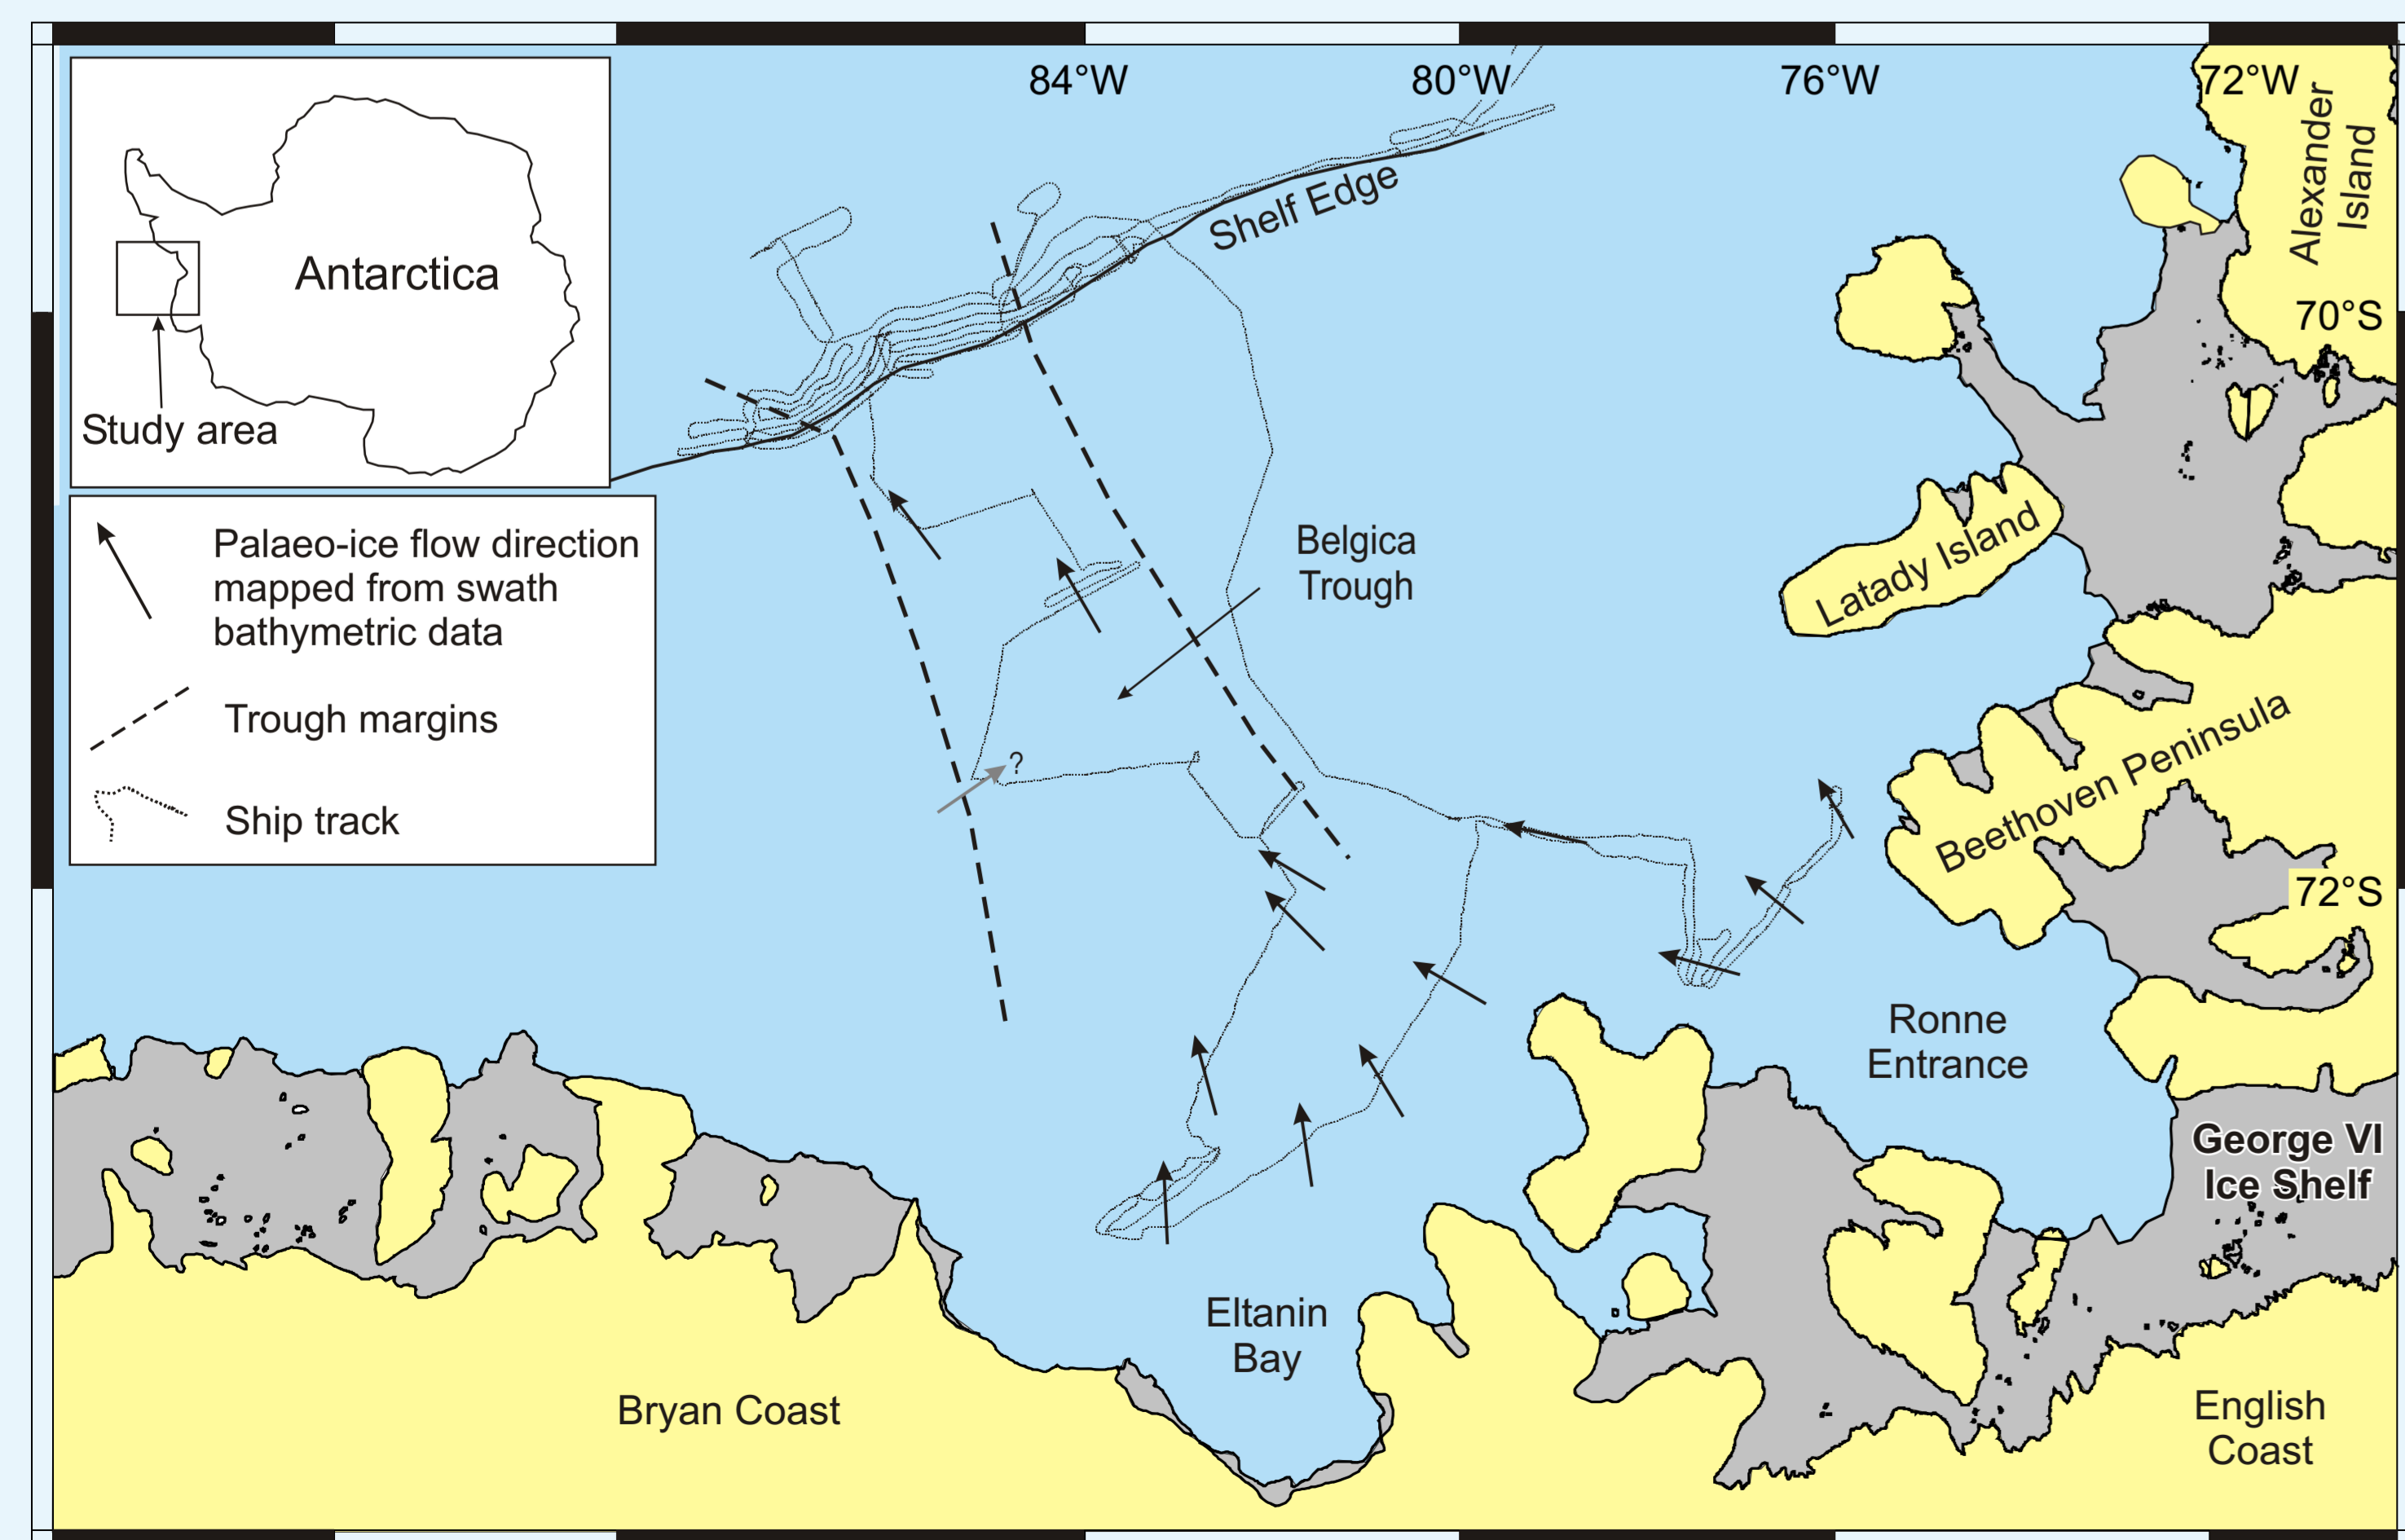 84°W
80°W
76°W
72°W
Alexander
Island
Antarctica
Study area
Shelf Edge
70°S
Palaeo-ice flow direction
mapped from swath
bathymetric data
Trough margins
Ship track
Belgica
Trough
Latady Island
?
Beethoven Peninsula
72°S
Ronne
Entrance
George VI
Ice Shelf
Eltanin
Bay
Bryan Coast
English
Coast